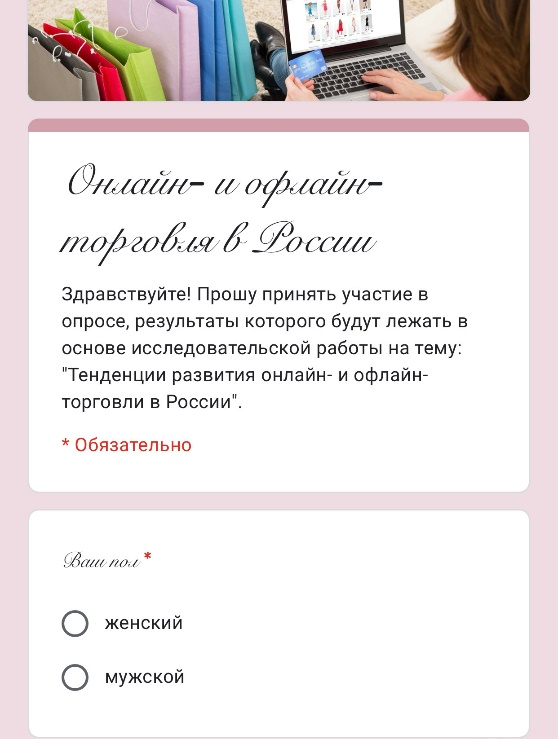 Онлайн- и офлайн-
торговля в России
Здравствуйте! Прошу принять участие в
опросе, результаты которого будут лежать в
основе исследовательской работы на тему:
"Тенденции развития онлайн- и офлайн-
торговли в России".
* Обязательно
Ваш пол *
женский
мужской